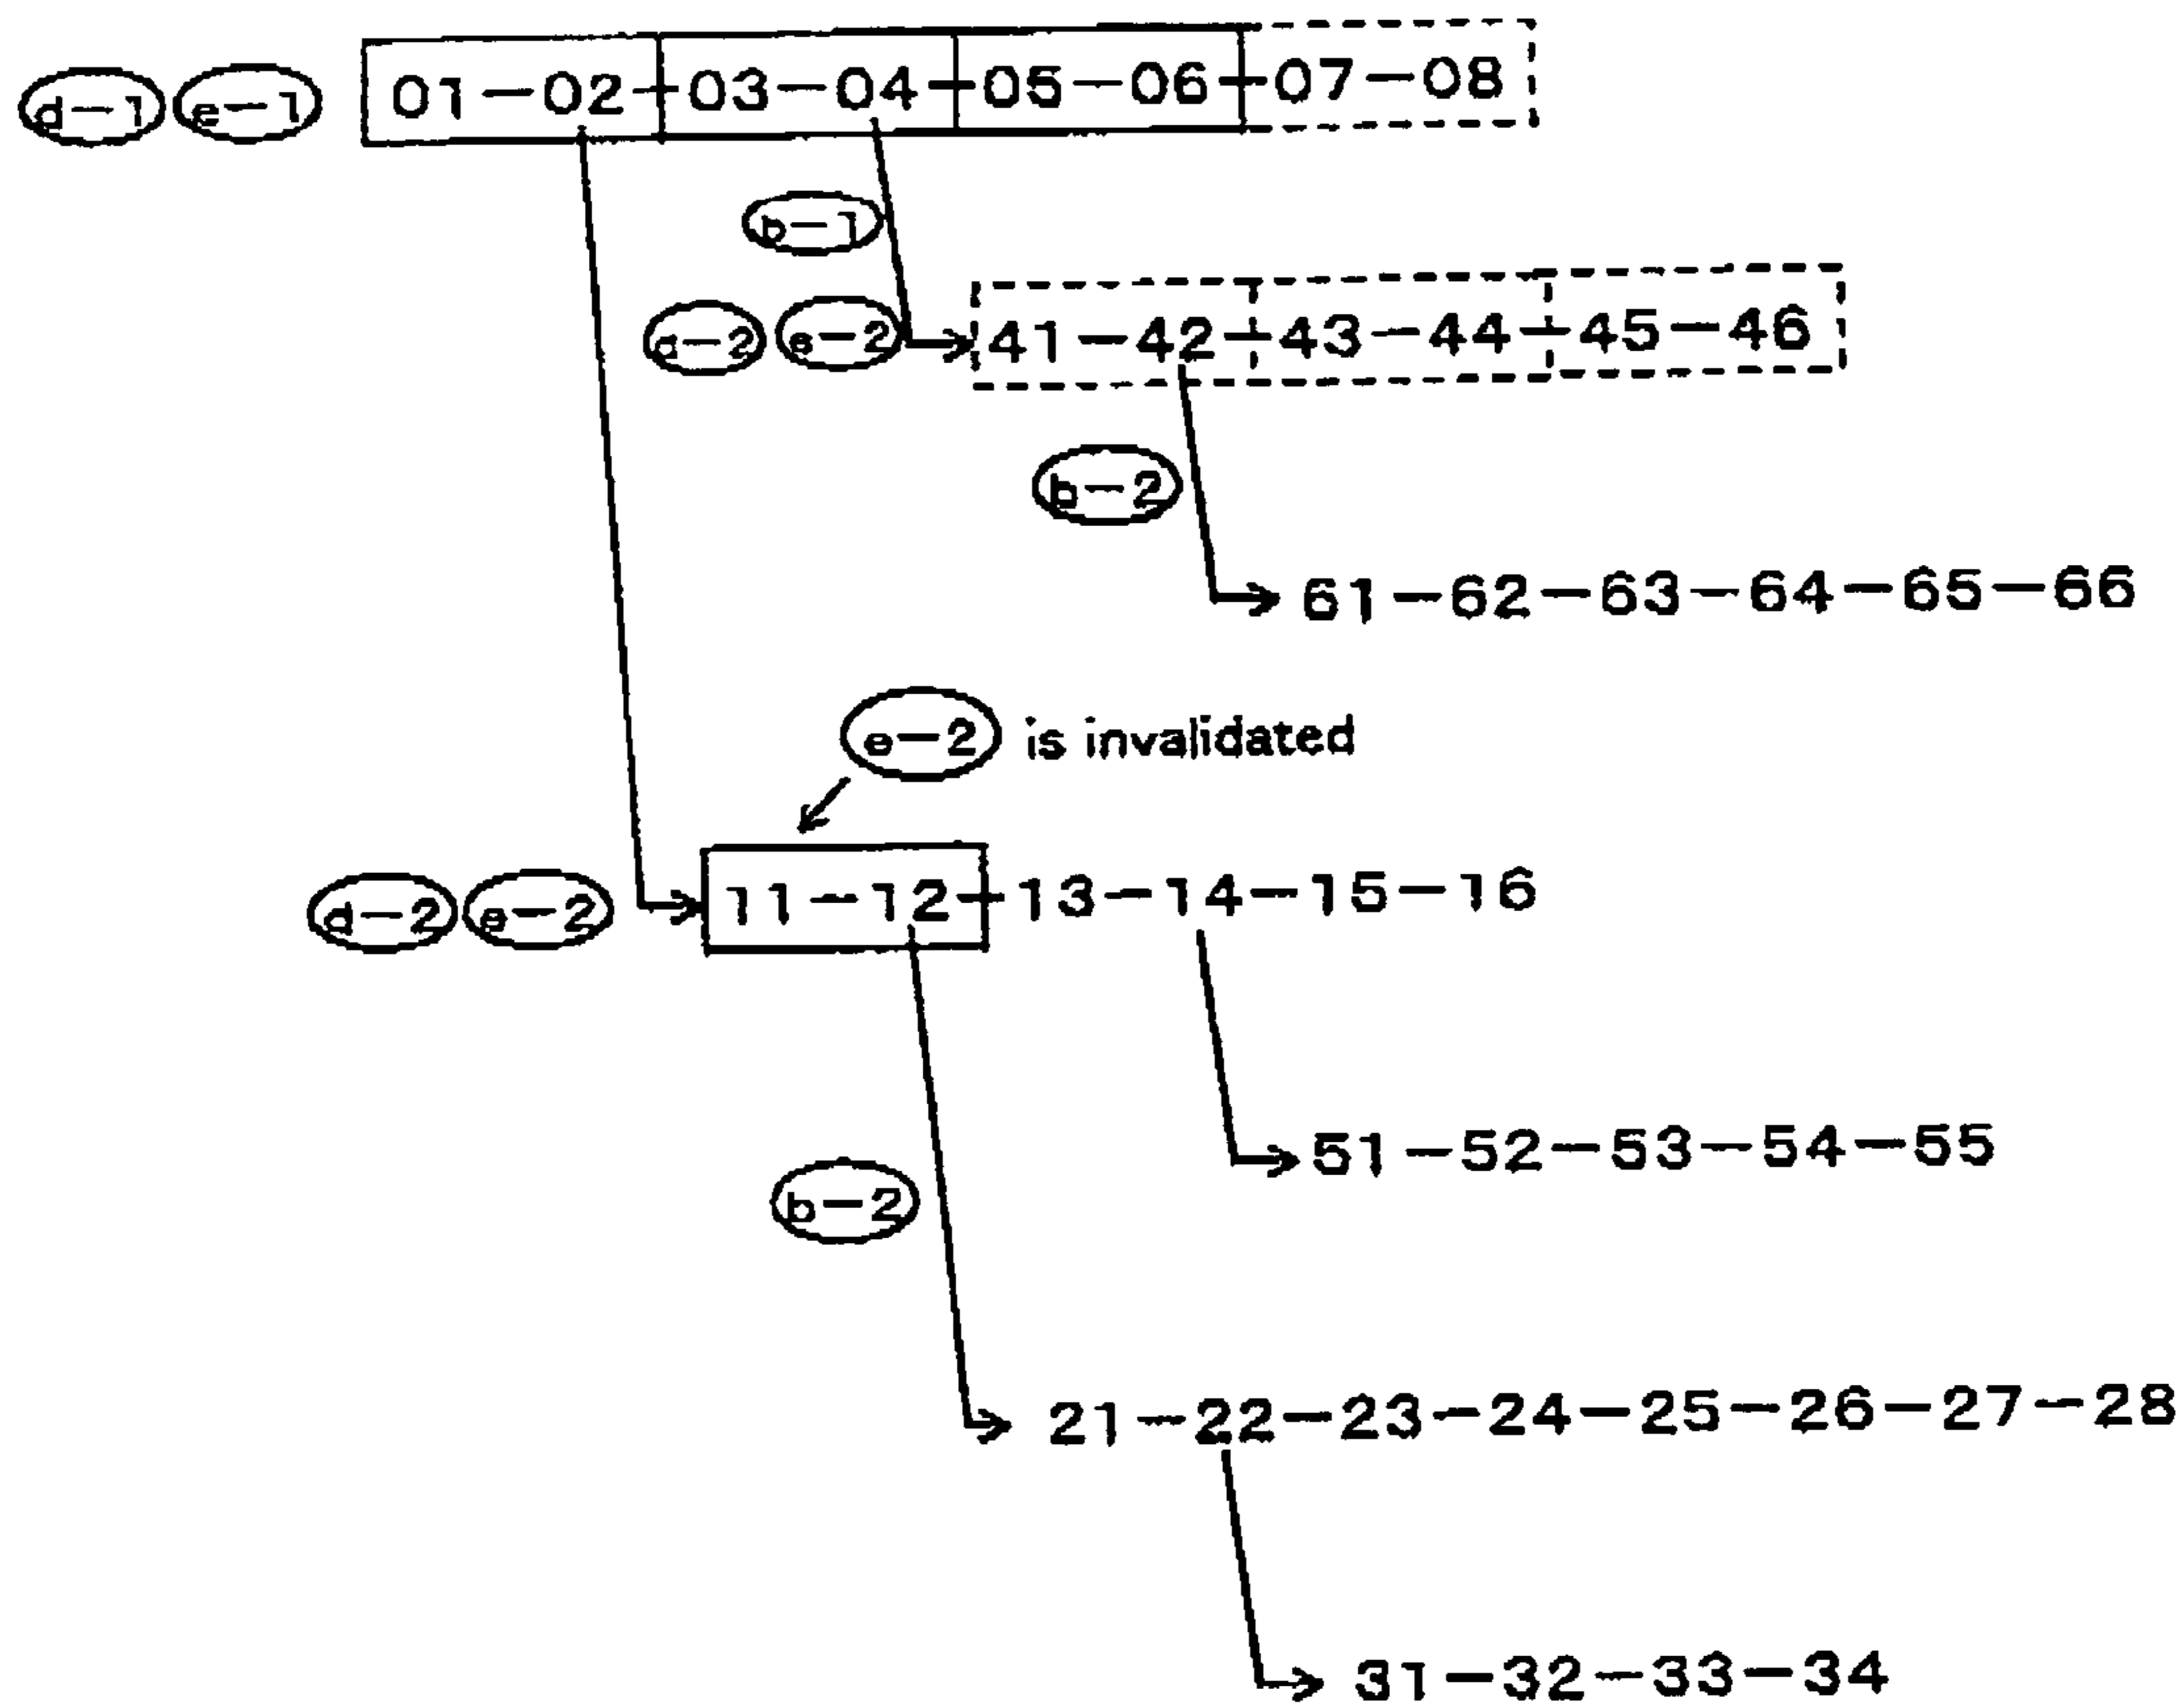 d-1 e-1 01-02-03-04-05-06-07-08
b-1
d-2 e-2 41-42-43-44-45-46
b-2
61-62-63-64-65-66
e-2 is invalidated
d-2 e-2 11-12-13-14-15-16
51-52-53-54-55
b-2
21-22-23-24-25-26-27-28
31-32-33-34